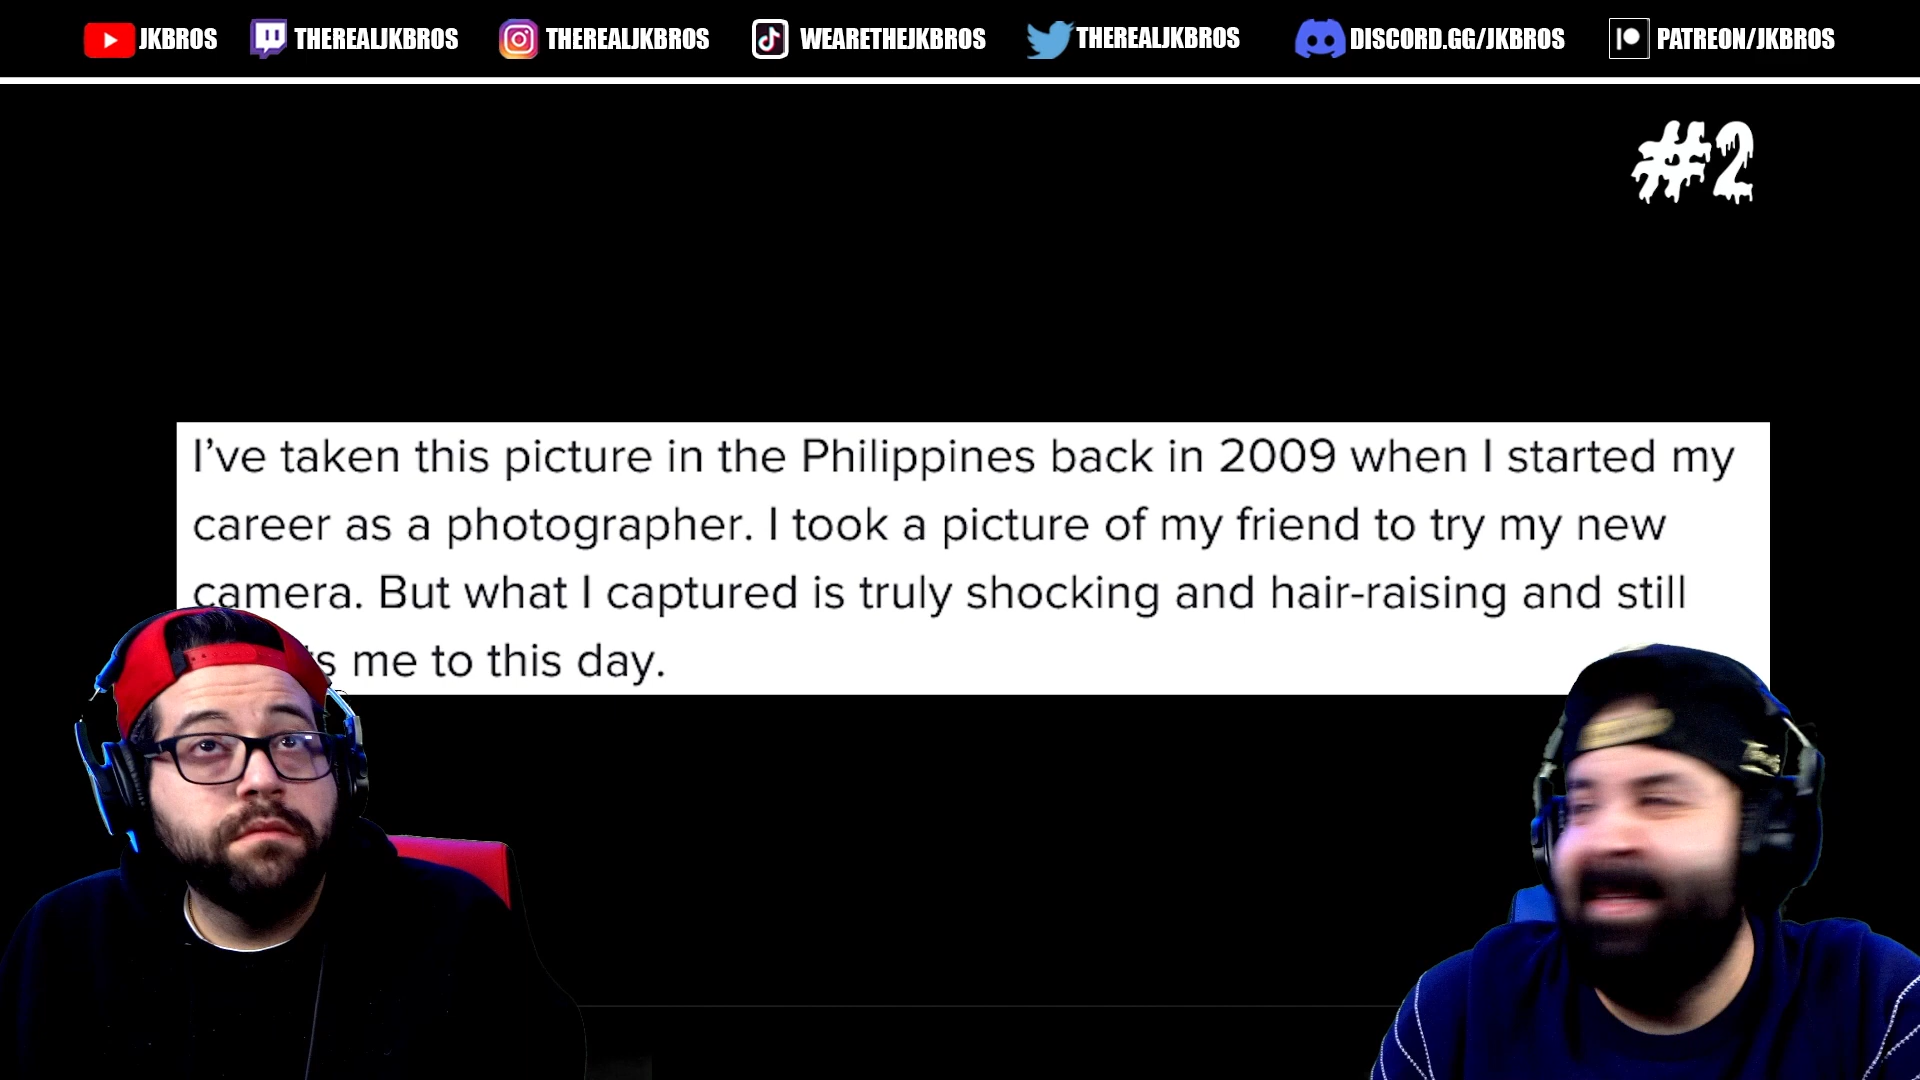 JKBROS THEREALJKBROS THEREALJKBROS WEARETHEJKBROS THEREALJKBROS DISCORD.GG/JKBROS PATREON/JKBROS
#2
I've taken this picture in the Philippines back in 2009 when I started my
career as a photographer. I took a picture of my friend to try my new
camera. But what I captured is truly shocking and hair-raising and still
me to this day.